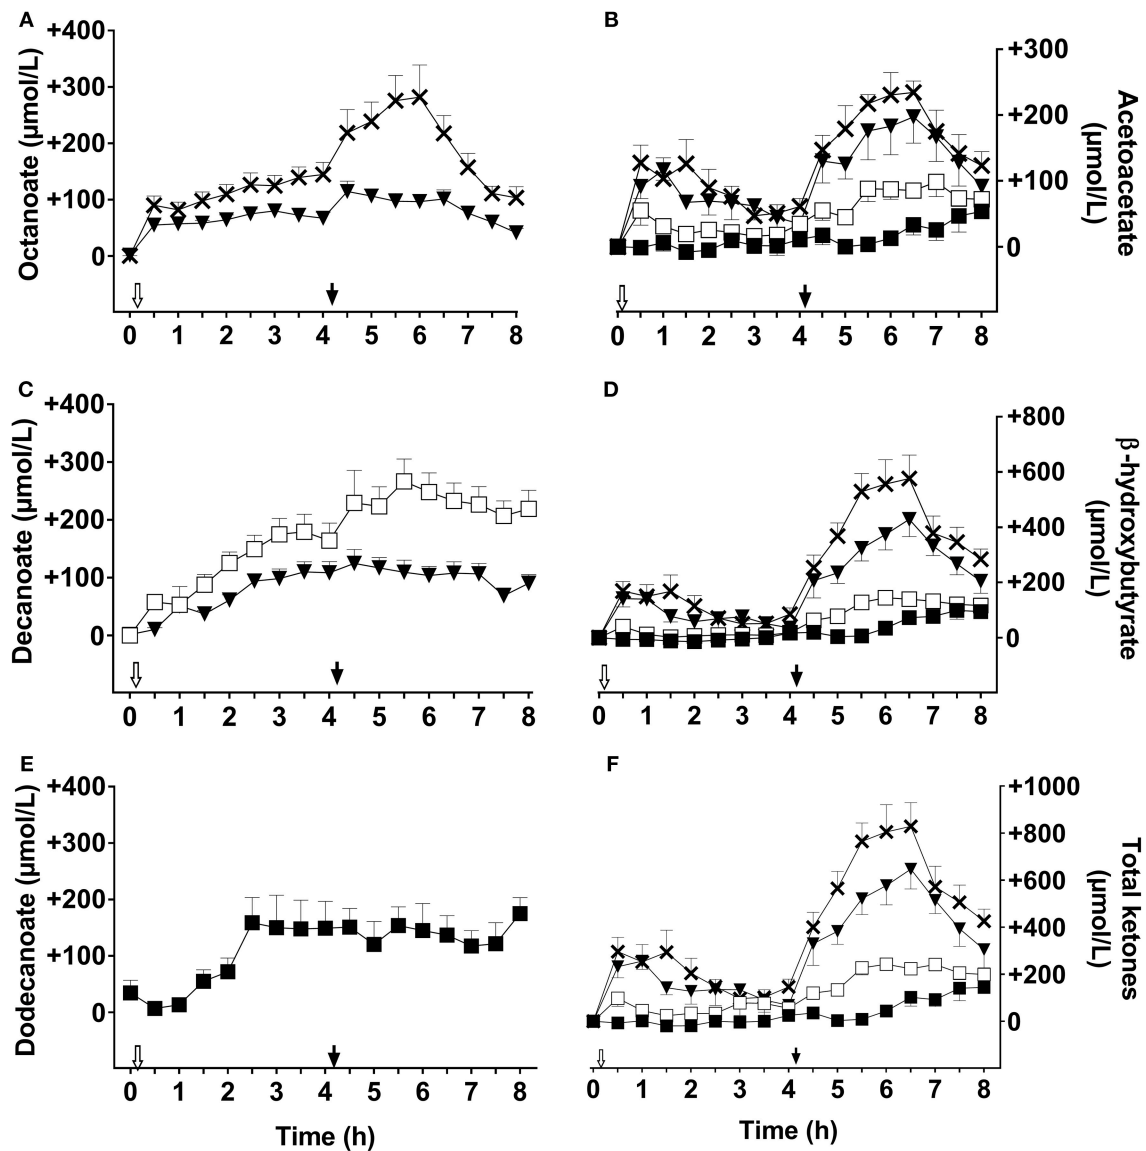 A
B
+400
+300
+200
+100
0
Octanoate (µmol/L)
0 1 2 3 4 5 6 7 8
+300
+200
+100
0
Acetoacetate
(µmol/L)
0 1 2 3 4 5 6 7 8
C
D
+400
+300
+200
+100
0
Decanoate (µmol/L)
0 1 2 3 4 5 6 7 8
+800
+600
+400
+200
0
β-hydroxybutyrate
(µmol/L)
0 1 2 3 4 5 6 7 8
E
F
+400
+300
+200
+100
0
Dodecanoate (µmol/L)
0 1 2 3 4 5 6 7 8
Time (h)
+1000
+800
+600
+400
+200
0
Total ketones
(µmol/L)
0 1 2 3 4 5 6 7 8
Time (h)